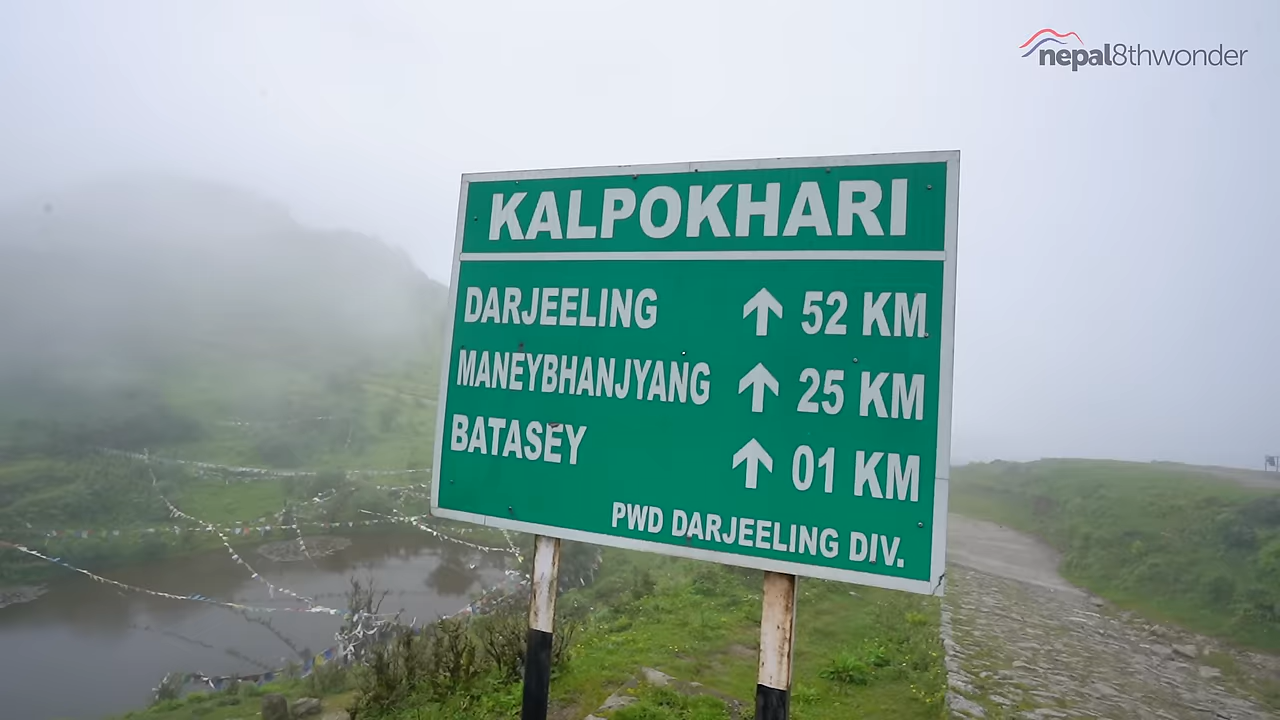 nepal8thwonder
KALPOKHARI
DARJEELING ↑ 52 KM
MANEYBHANJYANG ↑ 25 KM
BATASEY ↑ 01 KM
PWD DARJEELING DIV.